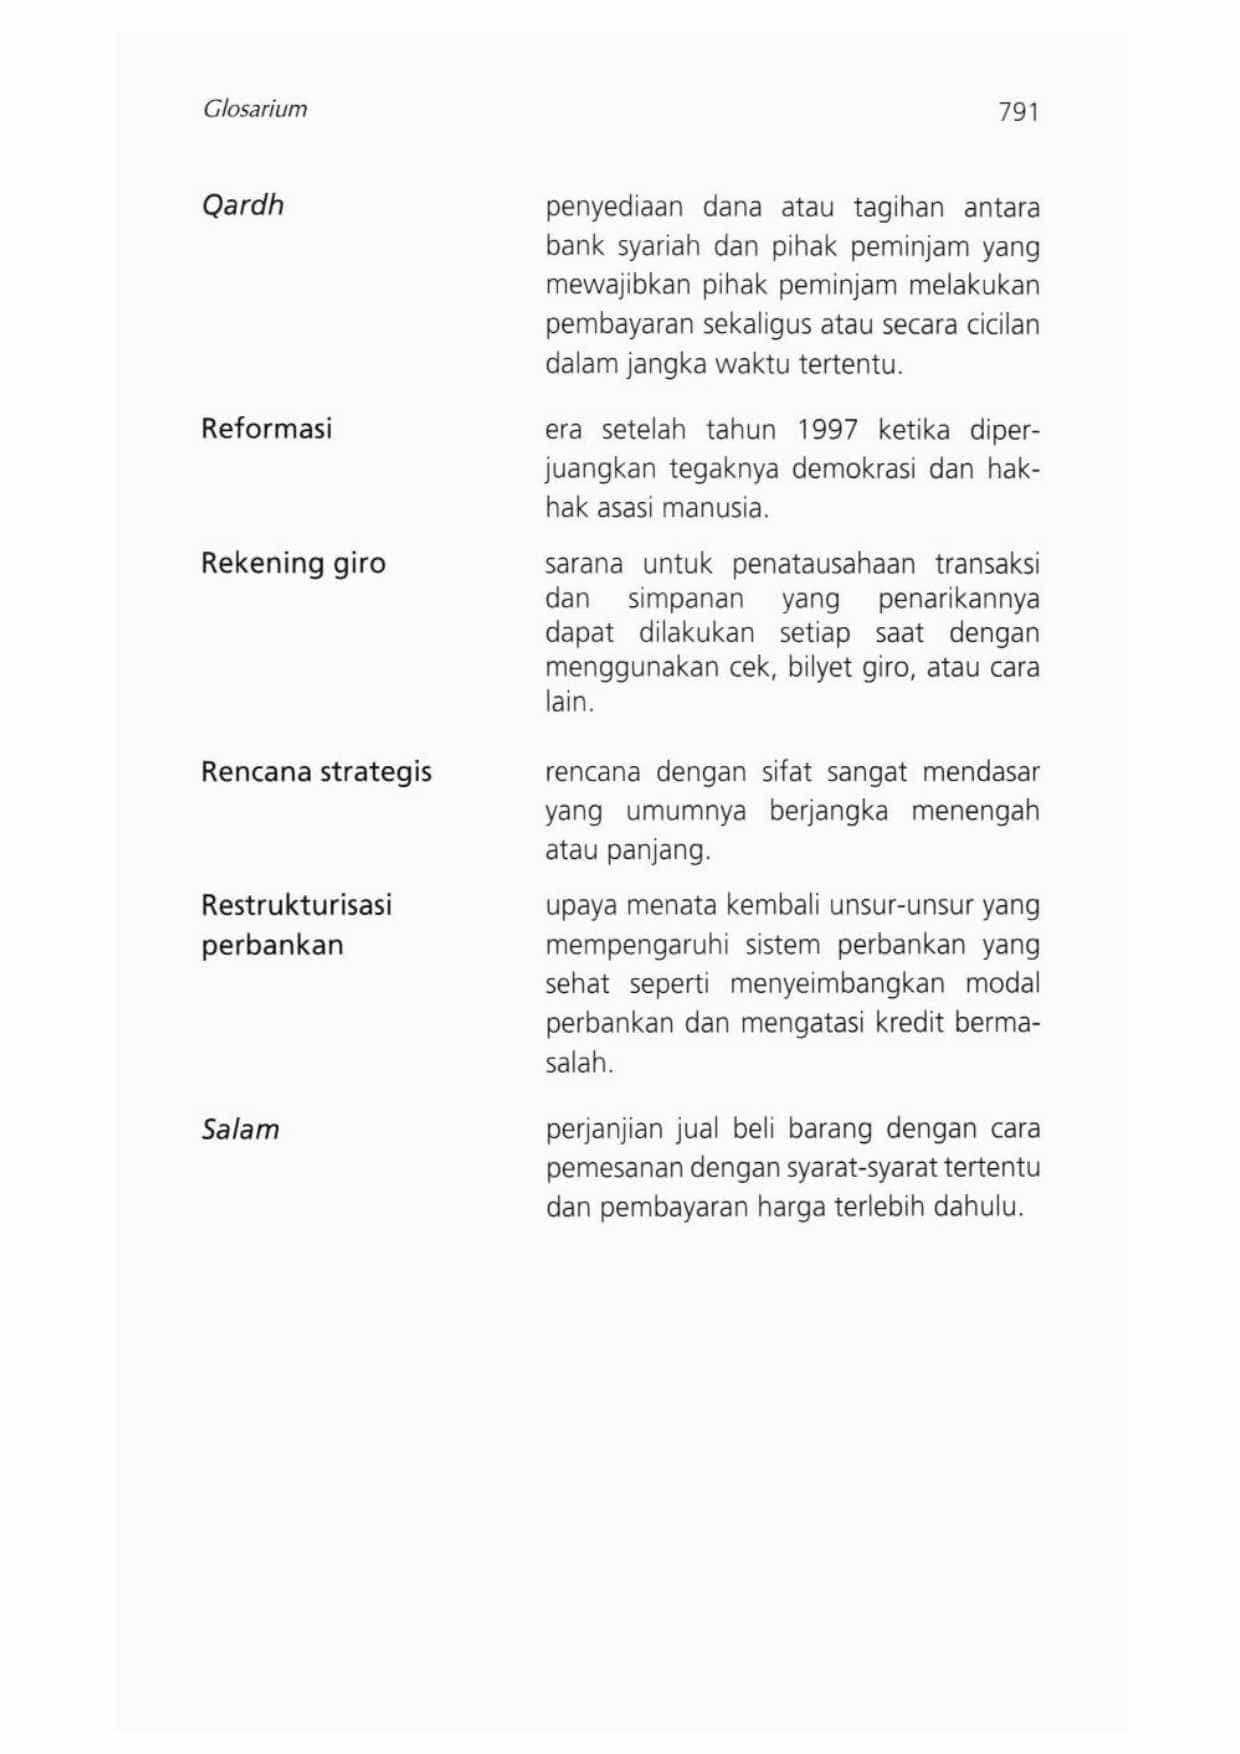 Glosarium 791
Qardh penyediaan dana atau tagihan antara
bank syariah dan pihak peminjam yang
mewajibkan pihak peminjam melakukan
pembayaran sekaligus atau secara cicilan
dalam jangka waktu tertentu.
Reformasi era setelah tahun 1997 ketika diper-
juangkan tegaknya demokrasi dan hak-
hak asasi manusia.
Rekening giro sarana untuk penatausahaan transaksi
dan simpanan yang penarikannya
dapat dilakukan setiap saat dengan
menggunakan cek, bilyet giro, atau cara
lain.
Rencana strategis rencana dengan sifat sangat mendasar
yang umumnya berjangka menengah
atau panjang.
Restrukturisasi upaya menata kembali unsur-unsur yang
perbankan mempengaruhi sistem perbankan yang
sehat seperti menyeimbangkan modal
perbankan dan mengatasi kredit berma-
salah.
Salam perjanjian jual beli barang dengan cara
pemesanan dengan syarat-syarat tertentu
dan pembayaran harga terlebih dahulu.